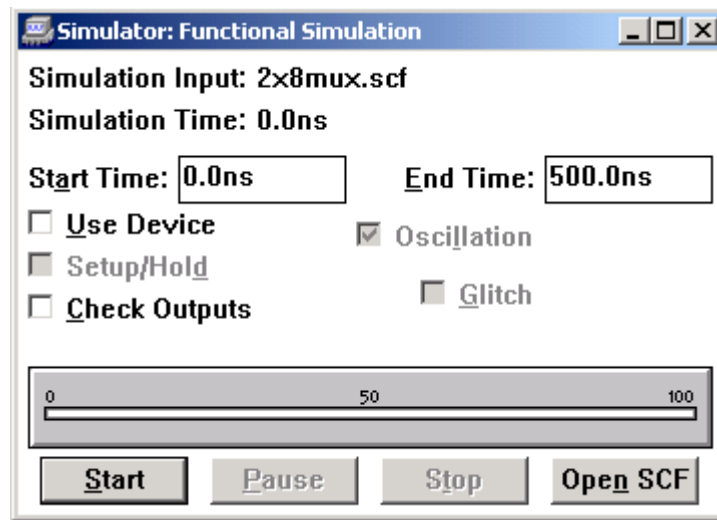 Simulator: Functional Simulation
Simulation Input: 2x8mux.scf
Simulation Time: 0.0ns
Start Time: 0.0ns End Time: 500.0ns
Use Device
Oscillation
Setup/Hold
Glitch
Check Outputs
0 50 100
Start Pause Stop Open SCF